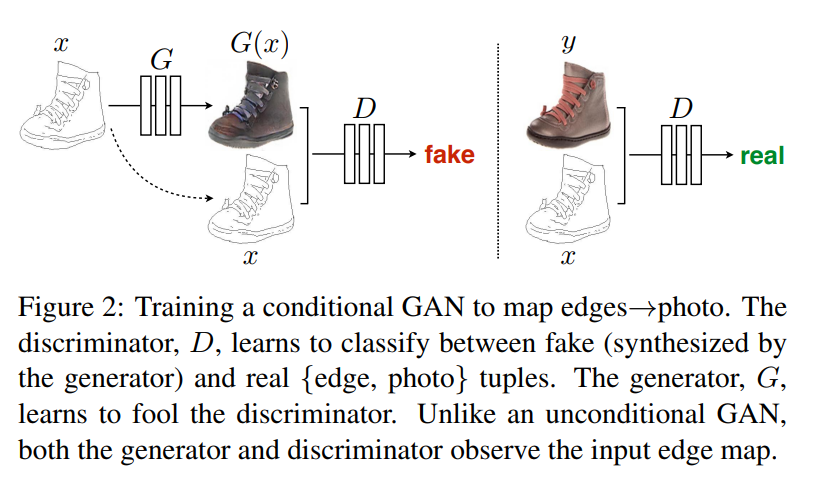 x
G
G(x)
D
fake
x
y
D
real
x
Figure 2: Training a conditional GAN to map edges→photo. The
discriminator, D, learns to classify between fake (synthesized by
the generator) and real {edge, photo} tuples. The generator, G,
learns to fool the discriminator. Unlike an unconditional GAN,
both the generator and discriminator observe the input edge map.